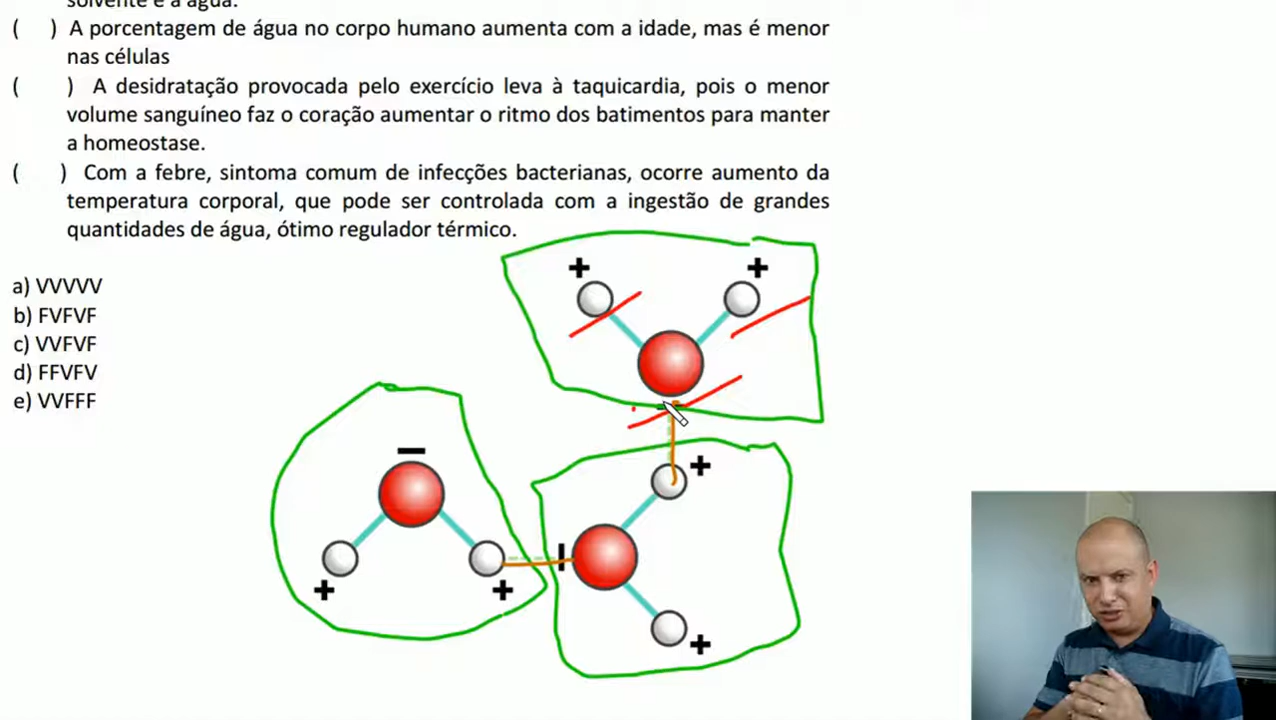 solvente é a água.
( ) A porcentagem de água no corpo humano aumenta com a idade, mas é menor
nas células
( ) A desidratação provocada pelo exercício leva à taquicardia, pois o menor
volume sanguíneo faz o coração aumentar o ritmo dos batimentos para manter
a homeostase.
( ) Com a febre, sintoma comum de infecções bacterianas, ocorre aumento da
temperatura corporal, que pode ser controlada com a ingestão de grandes
quantidades de água, ótimo regulador térmico.
a) VVVVV
b) FVFVF
c) VVFVF
d) FFVFV
e) VVFFF
+ +
–
– +
– +
+ +